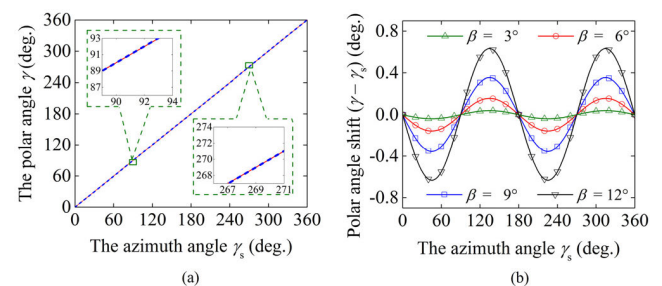 360
300
240
180
120
60
0
The polar angle γ (deg.)
93
91
89
87
90 92 94
274
272
270
268
267 269 271
0 60 120 180 240 300 360
The azimuth angle γs (deg.)
(a)
0.8
0.4
0.0
-0.4
-0.8
Polar angle shift (γ − γs) (deg.)
β = 3° β = 6°
β = 9° β = 12°
0 60 120 180 240 300 360
The azimuth angle γs (deg.)
(b)